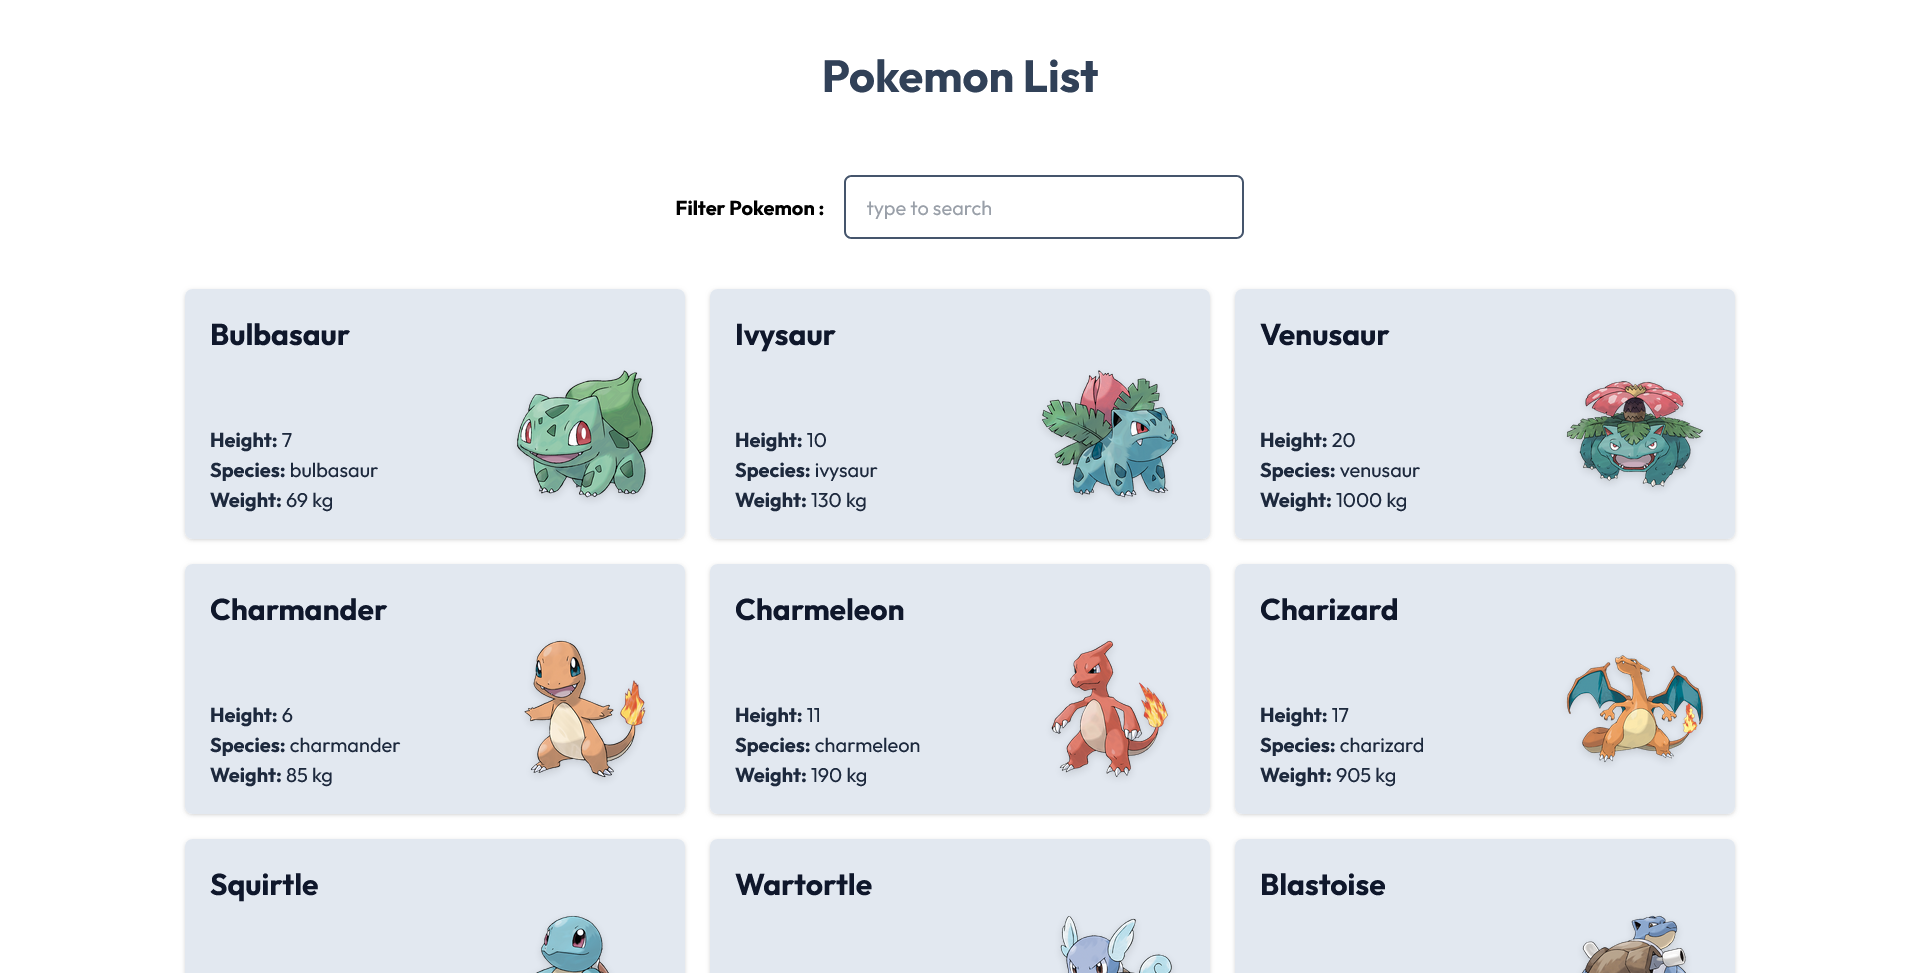 Pokemon List
Filter Pokemon :
type to search
Bulbasaur
Height: 7
Species: bulbasaur
Weight: 69 kg
Ivysaur
Height: 10
Species: ivysaur
Weight: 130 kg
Venusaur
Height: 20
Species: venusaur
Weight: 1000 kg
Charmander
Height: 6
Species: charmander
Weight: 85 kg
Charmeleon
Height: 11
Species: charmeleon
Weight: 190 kg
Charizard
Height: 17
Species: charizard
Weight: 905 kg
Squirtle
Wartortle
Blastoise